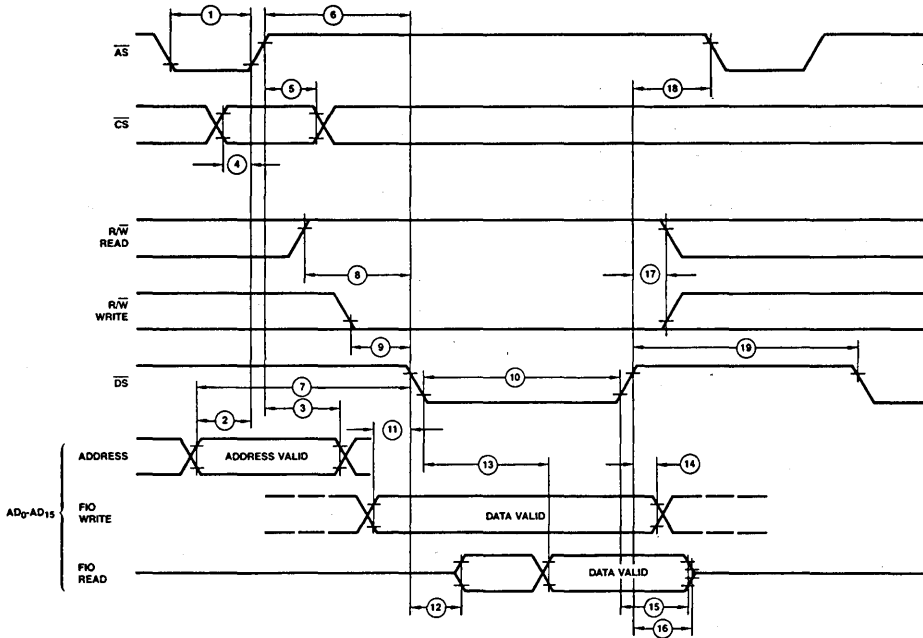 1 6
AS
5 18
CS
4
R/W
READ
8 17
R/W
WRITE
9 19
DS
7 10
2 3 11
ADDRESS ADDRESS VALID
13 14
AD0-AD15
FIO
WRITE
DATA VALID
FIO
READ
DATA VALID
12 15
16